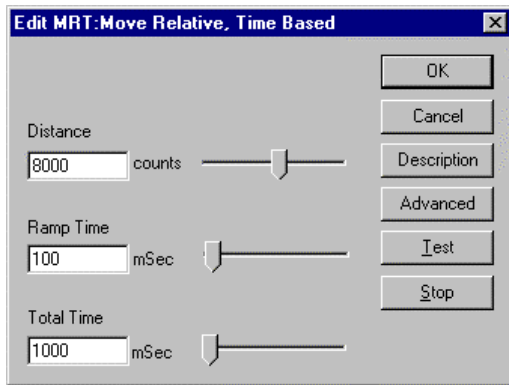 Edit MRT:Move Relative, Time Based
OK
Cancel
Distance
8000 counts
Description
Advanced
Ramp Time
100 mSec
Test
Stop
Total Time
1000 mSec